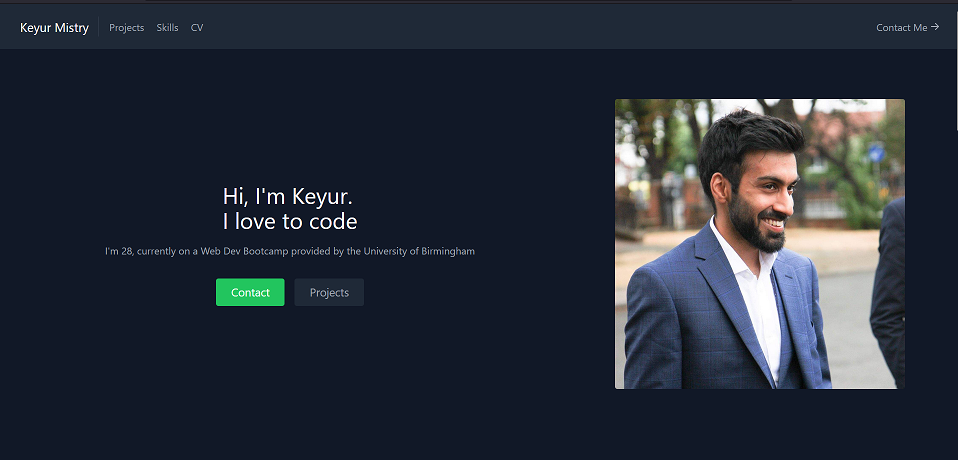 Keyur Mistry
Projects
Skills
CV
Contact Me →
Hi, I'm Keyur.
I love to code
I'm 28, currently on a Web Dev Bootcamp provided by the University of Birmingham
Contact
Projects